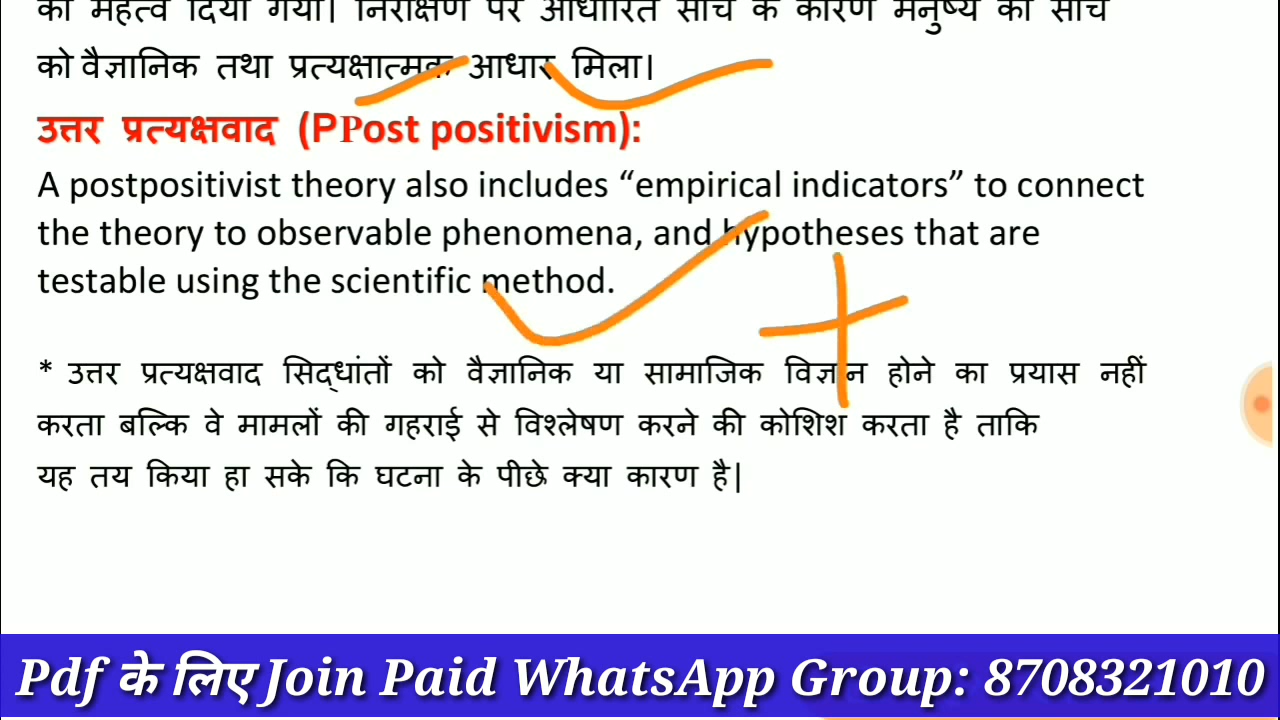 को महत्व दिया गया। निरीक्षण पर आधारित सोच के कारण मनुष्य की सोच
को वैज्ञानिक तथा प्रत्यक्षात्मक आधार मिला।
उत्तर प्रत्यक्षवाद (PPost positivism):
A postpositivist theory also includes “empirical indicators” to connect
the theory to observable phenomena, and hypotheses that are
testable using the scientific method.
* उत्तर प्रत्यक्षवाद सिद्धांतों को वैज्ञानिक या सामाजिक विज्ञान होने का प्रयास नहीं
करता बल्कि वे मामलों की गहराई से विश्लेषण करने की कोशिश करता है ताकि
यह तय किया हा सके कि घटना के पीछे क्या कारण है|
Pdf के लिए Join Paid WhatsApp Group: 8708321010